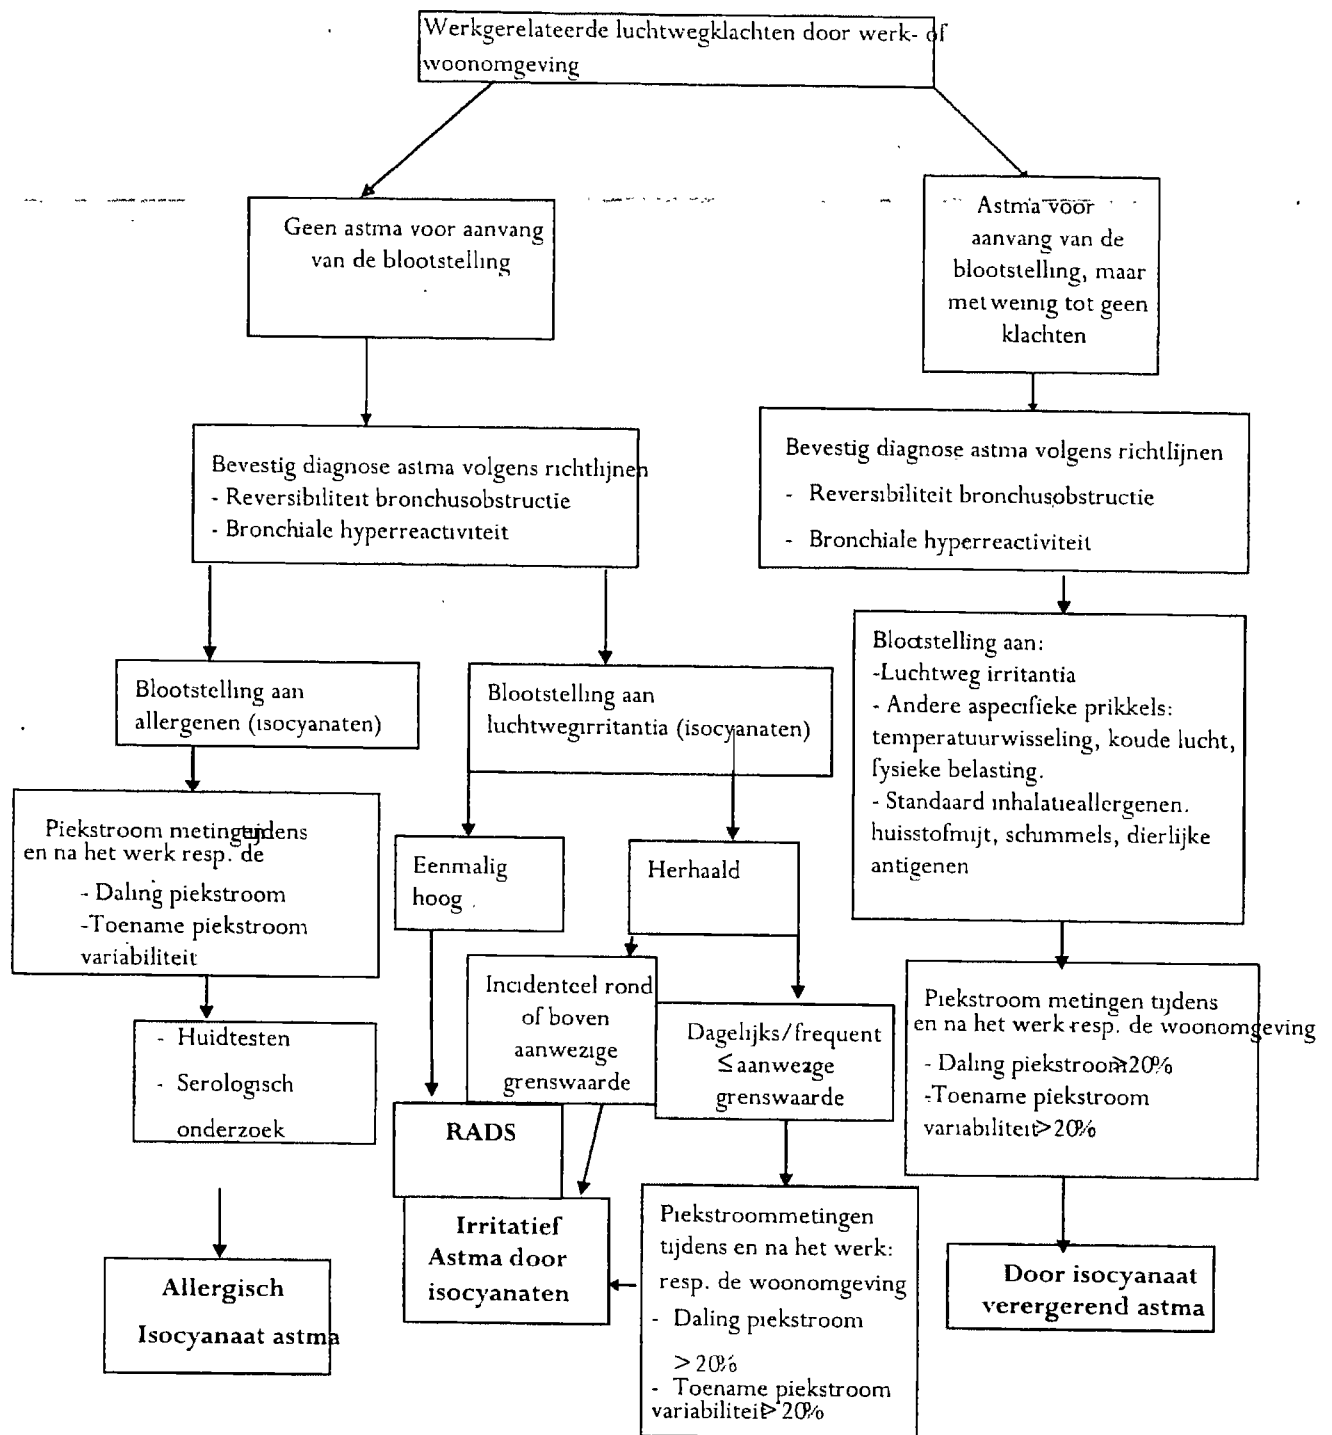 Werkgerelateerde luchtwegklachten door werk- of
woonomgeving
Geen astma voor aanvang
van de blootstelling
Astma voor
aanvang van de
blootstelling, maar
met weinig tot geen
klachten
Bevestig diagnose astma volgens richtlijnen
- Reversibiliteit bronchusobstructie
- Bronchiale hyperreactiviteit
Bevestig diagnose astma volgens richtlijnen
- Reversibiliteit bronchusobstructie
- Bronchiale hyperreactiviteit
Blootstelling aan
allergenen (isocyanaten)
Blootstelling aan
luchtwegirritantia (isocyanaten)
Blootstelling aan:
-Luchtweg irritantia
- Andere aspecifieke prikkels:
temperatuurwisseling, koude lucht,
fysieke belasting.
- Standaard inhalatieallergenen.
huisstofmijt, schimmels, dierlijke
antigenen
Piekstroom metingen tijdens
en na het werk resp. de
- Daling piekstroom
-Toename piekstroom
variabiliteit
Eenmalig
hoog
Herhaald
Incidenteel rond
of boven
aanwezige
grenswaarde
Dagelijks/frequent
≤ aanwezige
grenswaarde
Piekstroom metingen tijdens
en na het werk resp. de woonomgeving
- Daling piekstroom >20%
-Toename piekstroom
variabiliteit >20%
- Huidtesten
- Serologisch
onderzoek
RADS
Irritatief
Astma door
isocyanaten
Piekstroommetingen
tijdens en na het werk:
resp. de woonomgeving
- Daling piekstroom
> 20%
- Toename piekstroom
variabiliteit > 20%
Allergisch
Isocyanaat astma
Door isocyanaat
verergerend astma